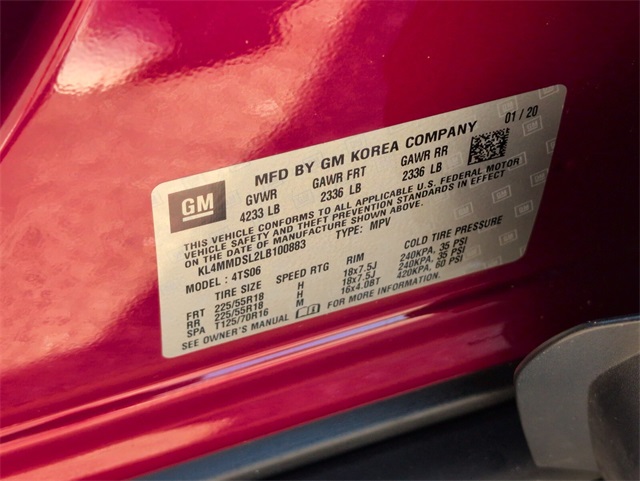 MFD BY GM KOREA COMPANY 01 / 20
GM
GVWR GAWR FRT GAWR RR
4233 LB 2336 LB 2336 LB
THIS VEHICLE CONFORMS TO ALL APPLICABLE U.S. FEDERAL MOTOR
VEHICLE SAFETY AND THEFT PREVENTION STANDARDS IN EFFECT
ON THE DATE OF MANUFACTURE SHOWN ABOVE.
KL4MMDSL2LB100883 TYPE: MPV
MODEL : 4TS06
TIRE SIZE SPEED RTG RIM COLD TIRE PRESSURE
FRT 225/55R18 H 18x7.5J 240KPA, 35 PSI
RR 225/55R18 H 18x7.5J 240KPA, 35 PSI
SPA T125/70R16 M 16x4.0BT 420KPA, 60 PSI
SEE OWNER'S MANUAL FOR MORE INFORMATION.